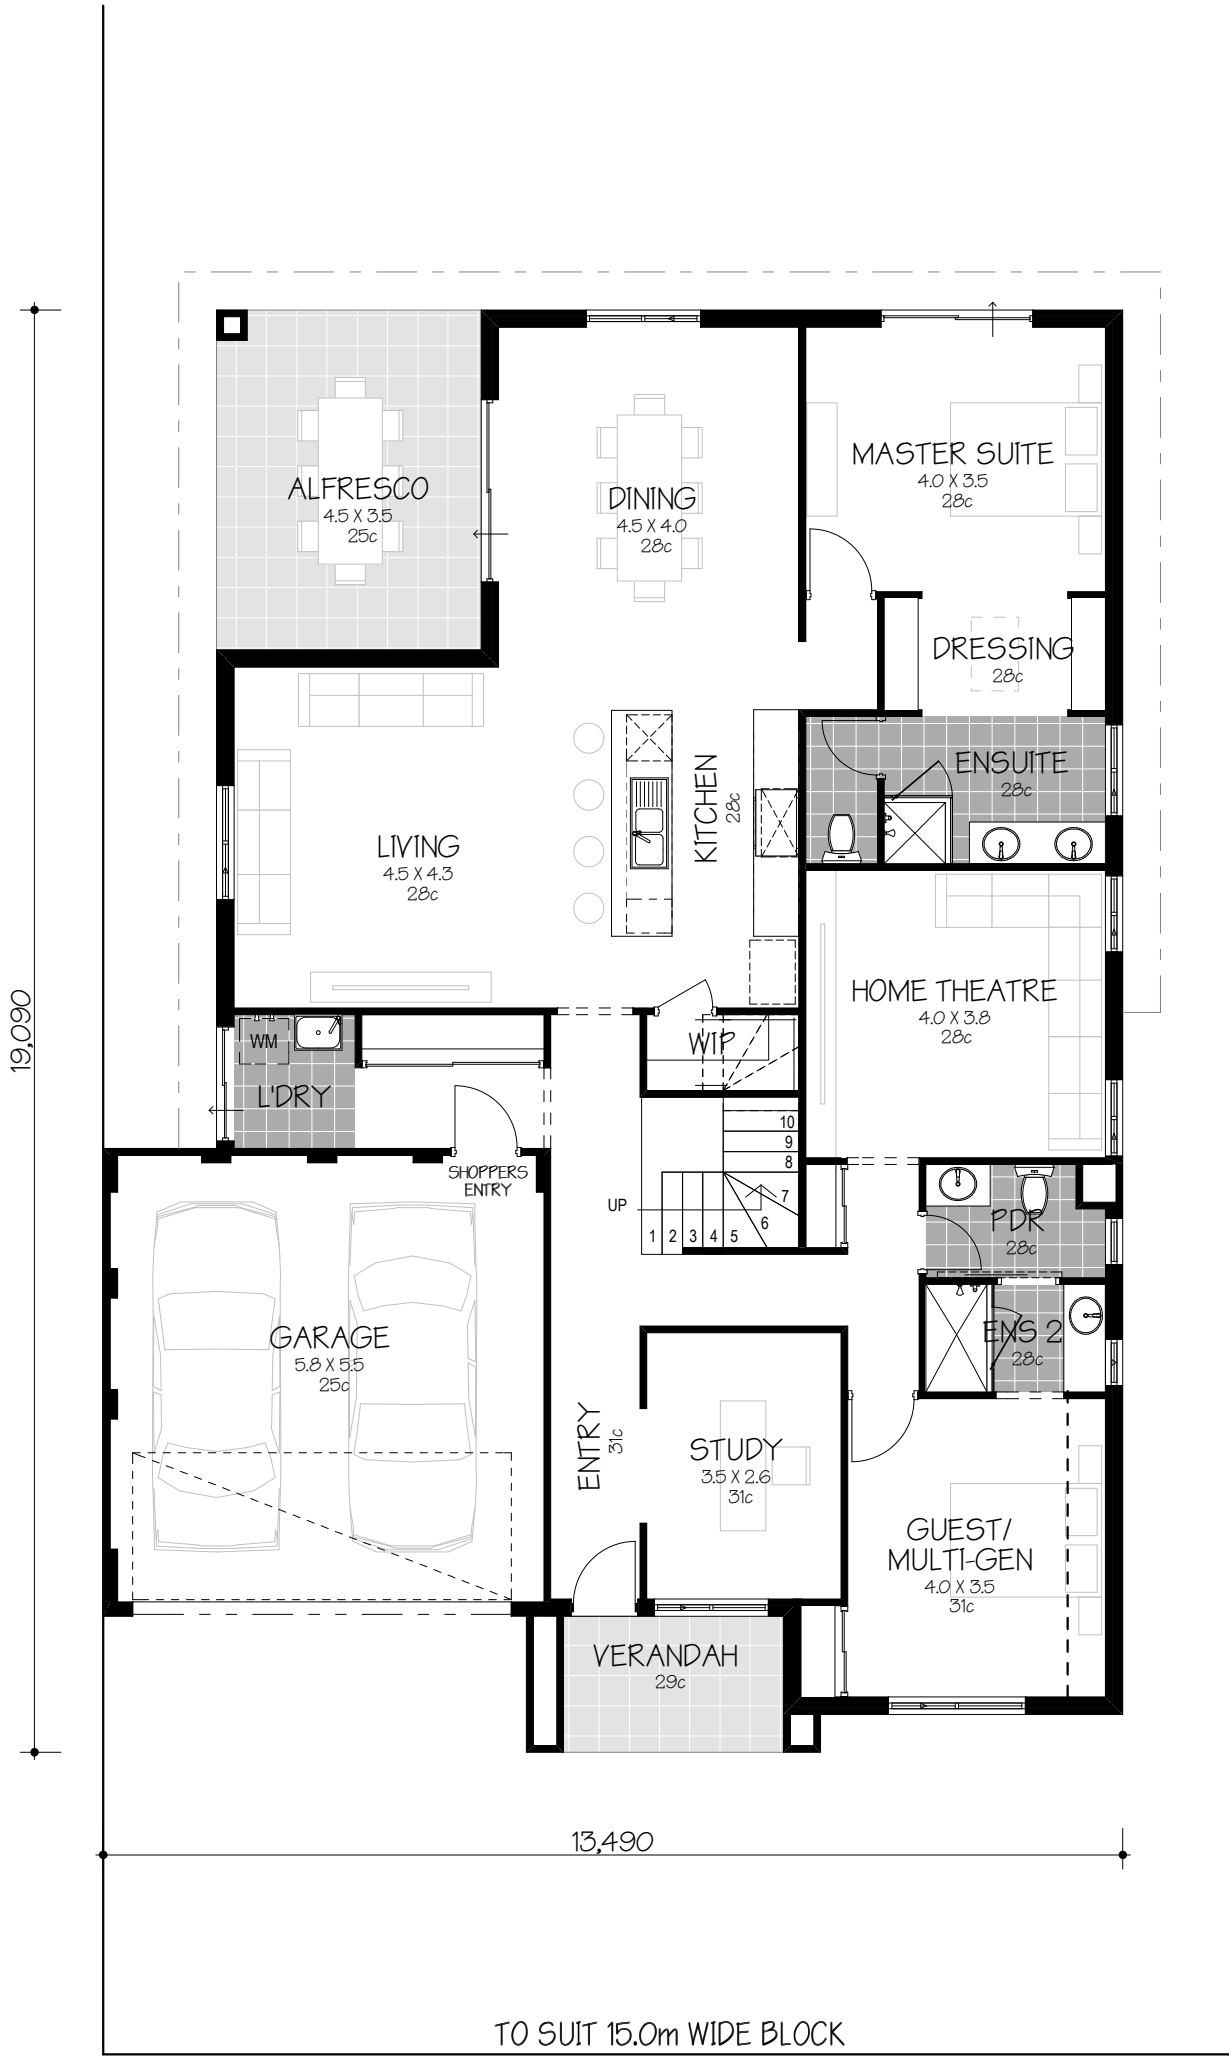 ALFRESCO
4.5 X 3.5
25c
DINING
4.5 X 4.0
28c
MASTER SUITE
4.0 X 3.5
28c
DRESSING
28c
ENSUITE
28c
KITCHEN
28c
LIVING
4.5 X 4.3
28c
HOME THEATRE
4.0 X 3.8
28c
19,090
WM
L'DRY
WIP
SHOPPERS
ENTRY
10
9
8
7
6
UP
1 2 3 4 5
PDR
28c
ENS 2
28c
GARAGE
5.8 X 5.5
25c
ENTRY
31c
STUDY
3.5 X 2.6
31c
GUEST/
MULTI-GEN
4.0 X 3.5
31c
VERANDAH
29c
13,490
TO SUIT 15.0m WIDE BLOCK